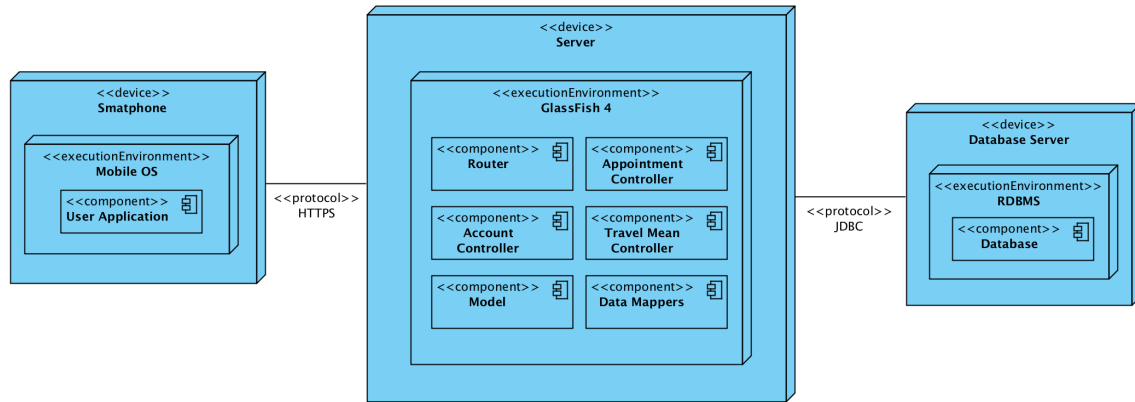 <<device>>
Smatphone
<<executionEnvironment>>
Mobile OS
<<component>>
User Application
<<protocol>>
HTTPS
<<device>>
Server
<<executionEnvironment>>
GlassFish 4
<<component>>
Router
<<component>>
Appointment
Controller
<<component>>
Account
Controller
<<component>>
Travel Mean
Controller
<<component>>
Model
<<component>>
Data Mappers
<<protocol>>
JDBC
<<device>>
Database Server
<<executionEnvironment>>
RDBMS
<<component>>
Database